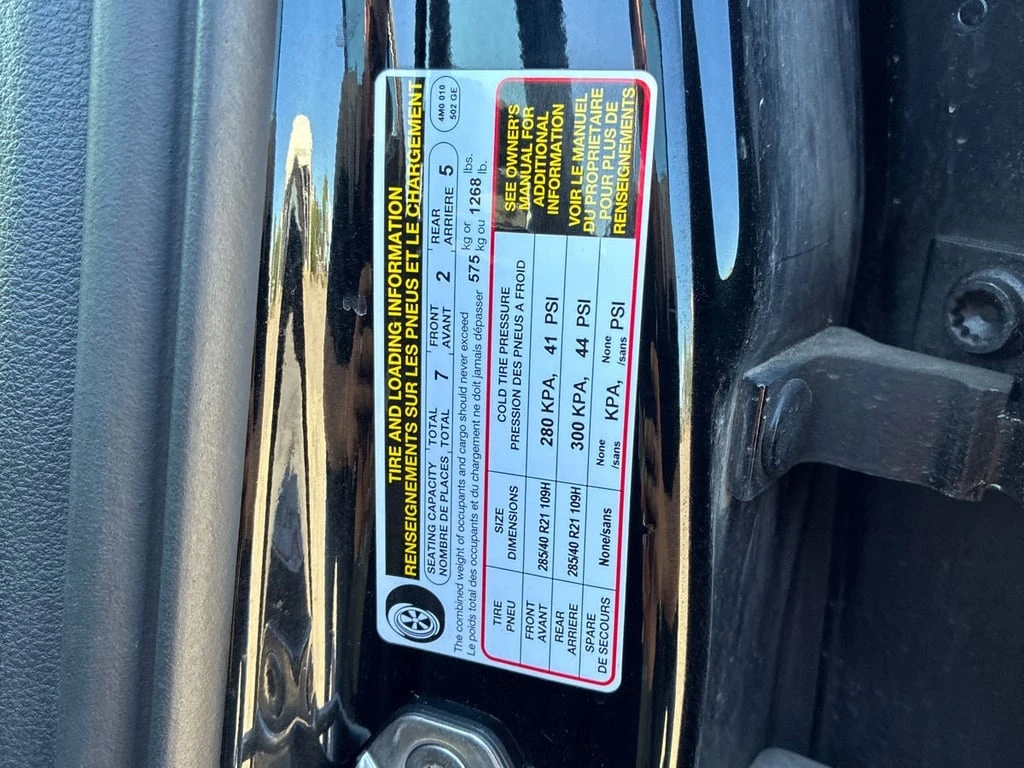 TIRE AND LOADING INFORMATION
RENSEIGNEMENTS SUR LES PNEUS ET LE CHARGEMENT
4M0 010
502 GE
SEATING CAPACITY TOTAL 7 FRONT 2 REAR 5
NOMBRE DE PLACES TOTAL AVANT ARRIERE
The combined weight of occupants and cargo should never exceed 575 kg or 1268 lbs.
Le poids total des occupants et du chargement ne doit jamais dépasser kg ou lb.
TIRE SIZE COLD TIRE PRESSURE
PNEU DIMENSIONS PRESSION DES PNEUS A FROID
FRONT 285/40 R21 109H 280 KPA, 41 PSI
AVANT
REAR 285/40 R21 109H 300 KPA, 44 PSI
ARRIERE
SPARE None/sans None KPA, None PSI
DE SECOURS /sans /sans
SEE OWNER'S
MANUAL FOR
ADDITIONAL
INFORMATION
VOIR LE MANUEL
DU PROPRIETAIRE
POUR PLUS DE
RENSEIGNEMENTS